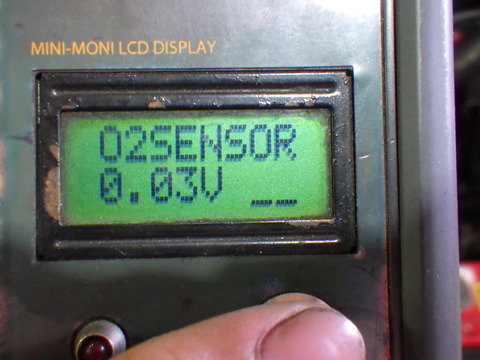 MINI-MONI LCD DISPLAY
O2SENSOR
0.03V __